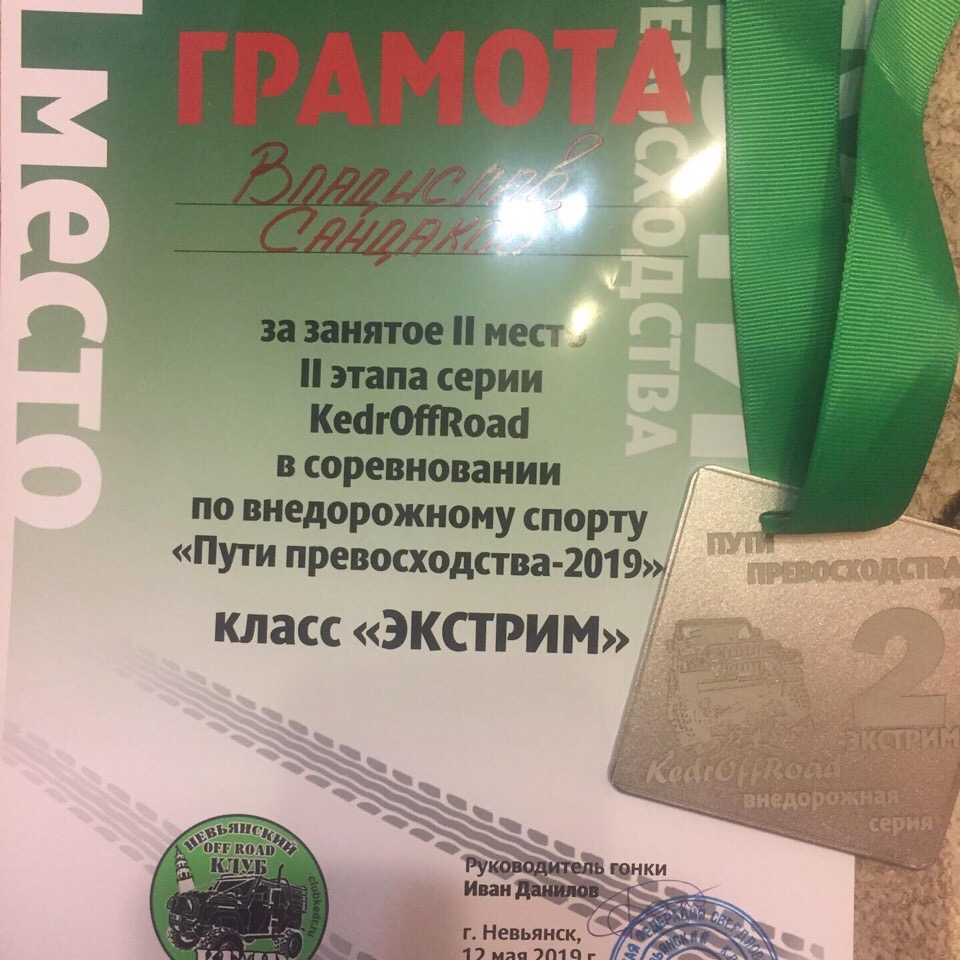 место
ГРАМОТА
Владислав
за занятое II место
II этапа серии
KedrOffRoad
в соревновании
по внедорожному спорту
«Пути превосходства-2019»
класс «ЭКСТРИМ»
ПУТИ
ПРЕВОСХОДСТВА
2
ЭКСТРИМ
KedrOffRoad
внедорожная
серия
НЕВЬЯНСКИЙ
OFF ROAD
КЛУБ
clubkedr.ru
Руководитель гонки
Иван Данилов
г. Невьянск,
12 мая 2019 г.